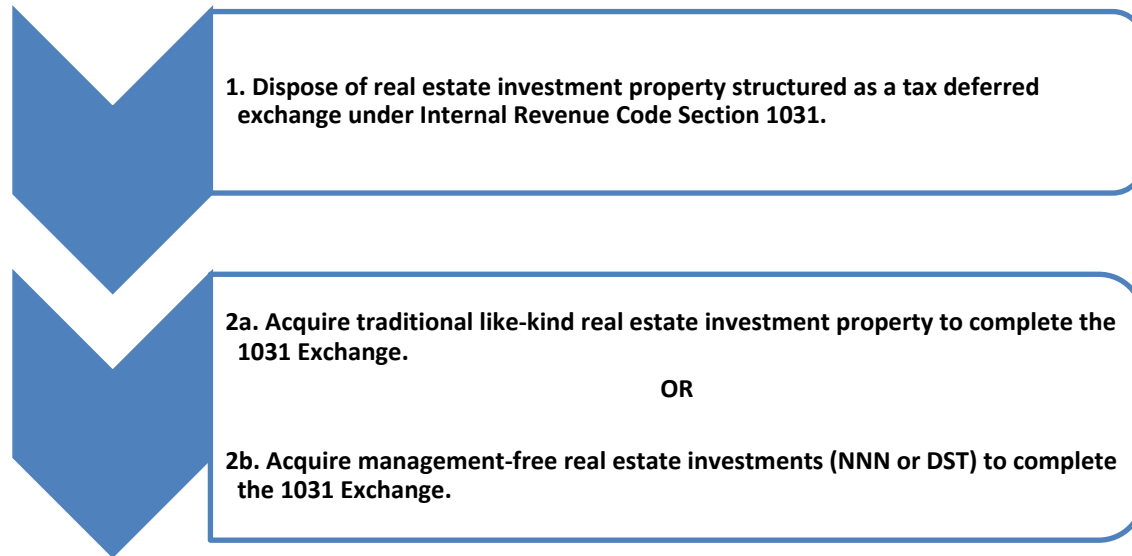 1. Dispose of real estate investment property structured as a tax deferred
exchange under Internal Revenue Code Section 1031.
2a. Acquire traditional like-kind real estate investment property to complete the
1031 Exchange.
OR
2b. Acquire management-free real estate investments (NNN or DST) to complete
the 1031 Exchange.